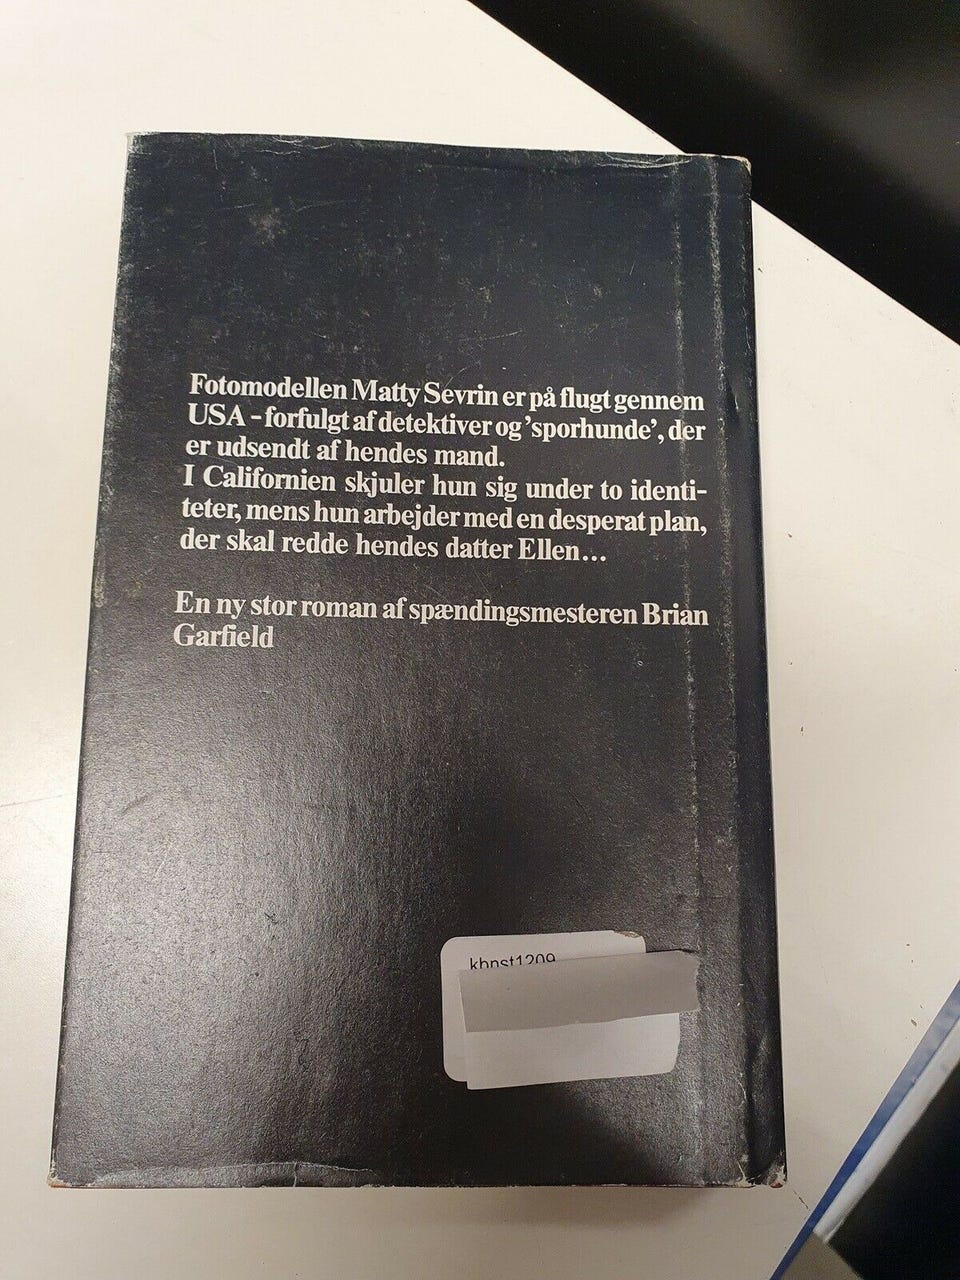 Fotomodellen Matty Sevrin er på flugt gennem
USA - forfulgt af detektiver og 'sporhunde', der
er udsendt af hendes mand.
I Californien skjuler hun sig under to identi-
teter, mens hun arbejder med en desperat plan,
der skal redde hendes datter Ellen...
En ny stor roman af spændingsmesteren Brian
Garfield